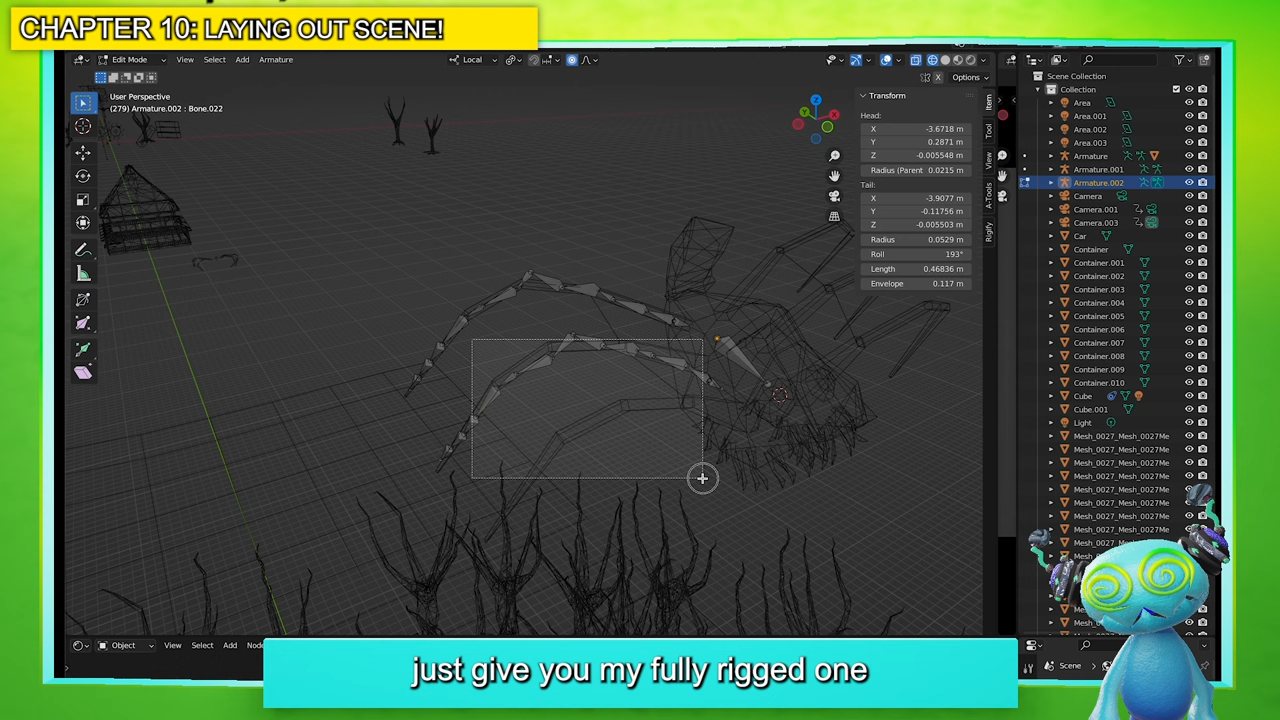 CHAPTER 10: LAYING OUT SCENE!
Edit Mode View Select Add Armature Local
X Options
User Perspective
(279) Armature.002 : Bone.022
Transform
Head:
X -3.6718 m
Y 0.2871 m
Z -0.005548 m
Radius (Parent 0.0215 m
Tail:
X -3.9077 m
Y -0.11756 m
Z -0.005503 m
Radius 0.0529 m
Roll 193°
Length 0.46836 m
Envelope 0.117 m
Item
Tool
View
A-Tools
Rigify
Z
Y
X
Scene Collection
Collection
Area
Area.001
Area.002
Area.003
Armature
Armature.001
Armature.002
Camera
Camera.001
Camera.003
Car
Container
Container.001
Container.002
Container.003
Container.004
Container.005
Container.006
Container.007
Container.008
Container.009
Container.010
Cube
Cube.001
Light
Mesh_0027_Mesh_0027Me
Mesh_0027_Mesh_0027Me
Mesh_0027_Mesh_0027Me
Mesh_0027_Mesh_0027Me
Mesh_0027_Mesh_0027Me
Mesh_0027_Mesh_0027Me
Mesh_0027_Mesh_0027Me
Mesh_0027_Mesh_0027Me
Object View Select Add
Scene
just give you my fully rigged one